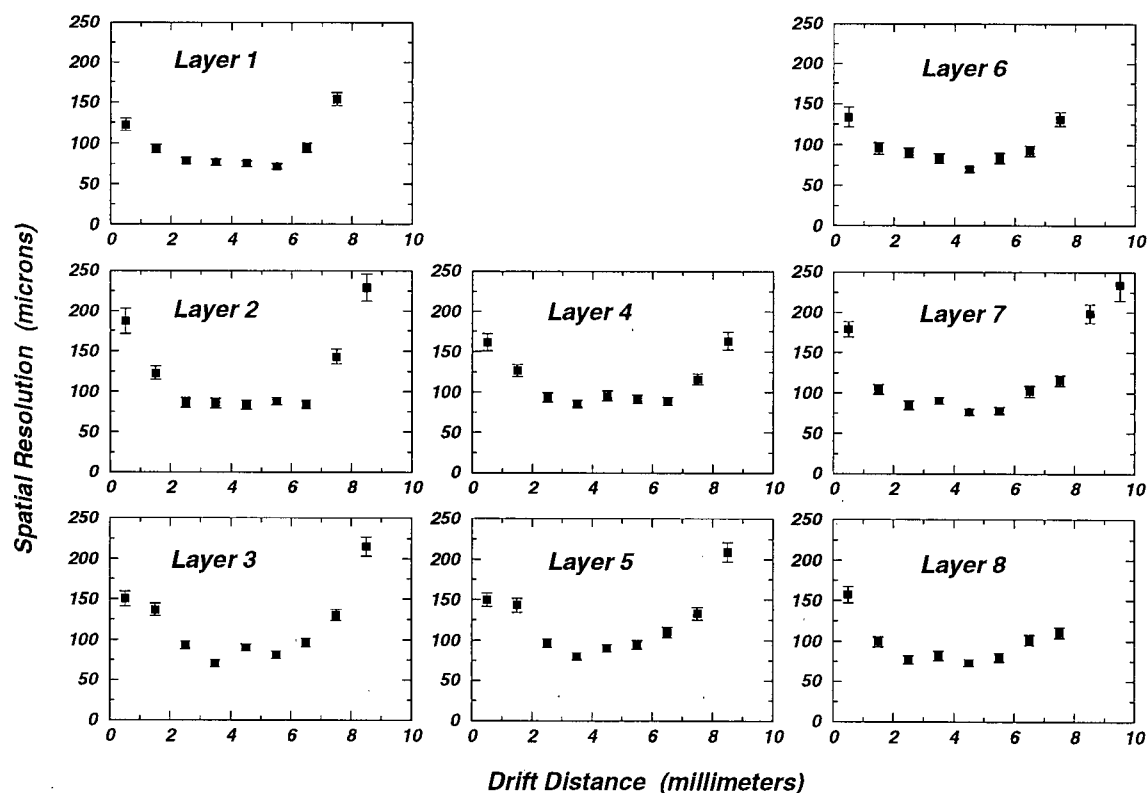 Spatial Resolution (microns)
250
200
150
100
50
0
Layer 1
0 2 4 6 8 10
250
200
150
100
50
0
Layer 6
0 2 4 6 8 10
250
200
150
100
50
0
Layer 2
0 2 4 6 8 10
250
200
150
100
50
0
Layer 4
0 2 4 6 8 10
250
200
150
100
50
0
Layer 7
0 2 4 6 8 10
250
200
150
100
50
0
Layer 3
0 2 4 6 8 10
250
200
150
100
50
0
Layer 5
0 2 4 6 8 10
250
200
150
100
50
0
Layer 8
0 2 4 6 8 10
Drift Distance (millimeters)